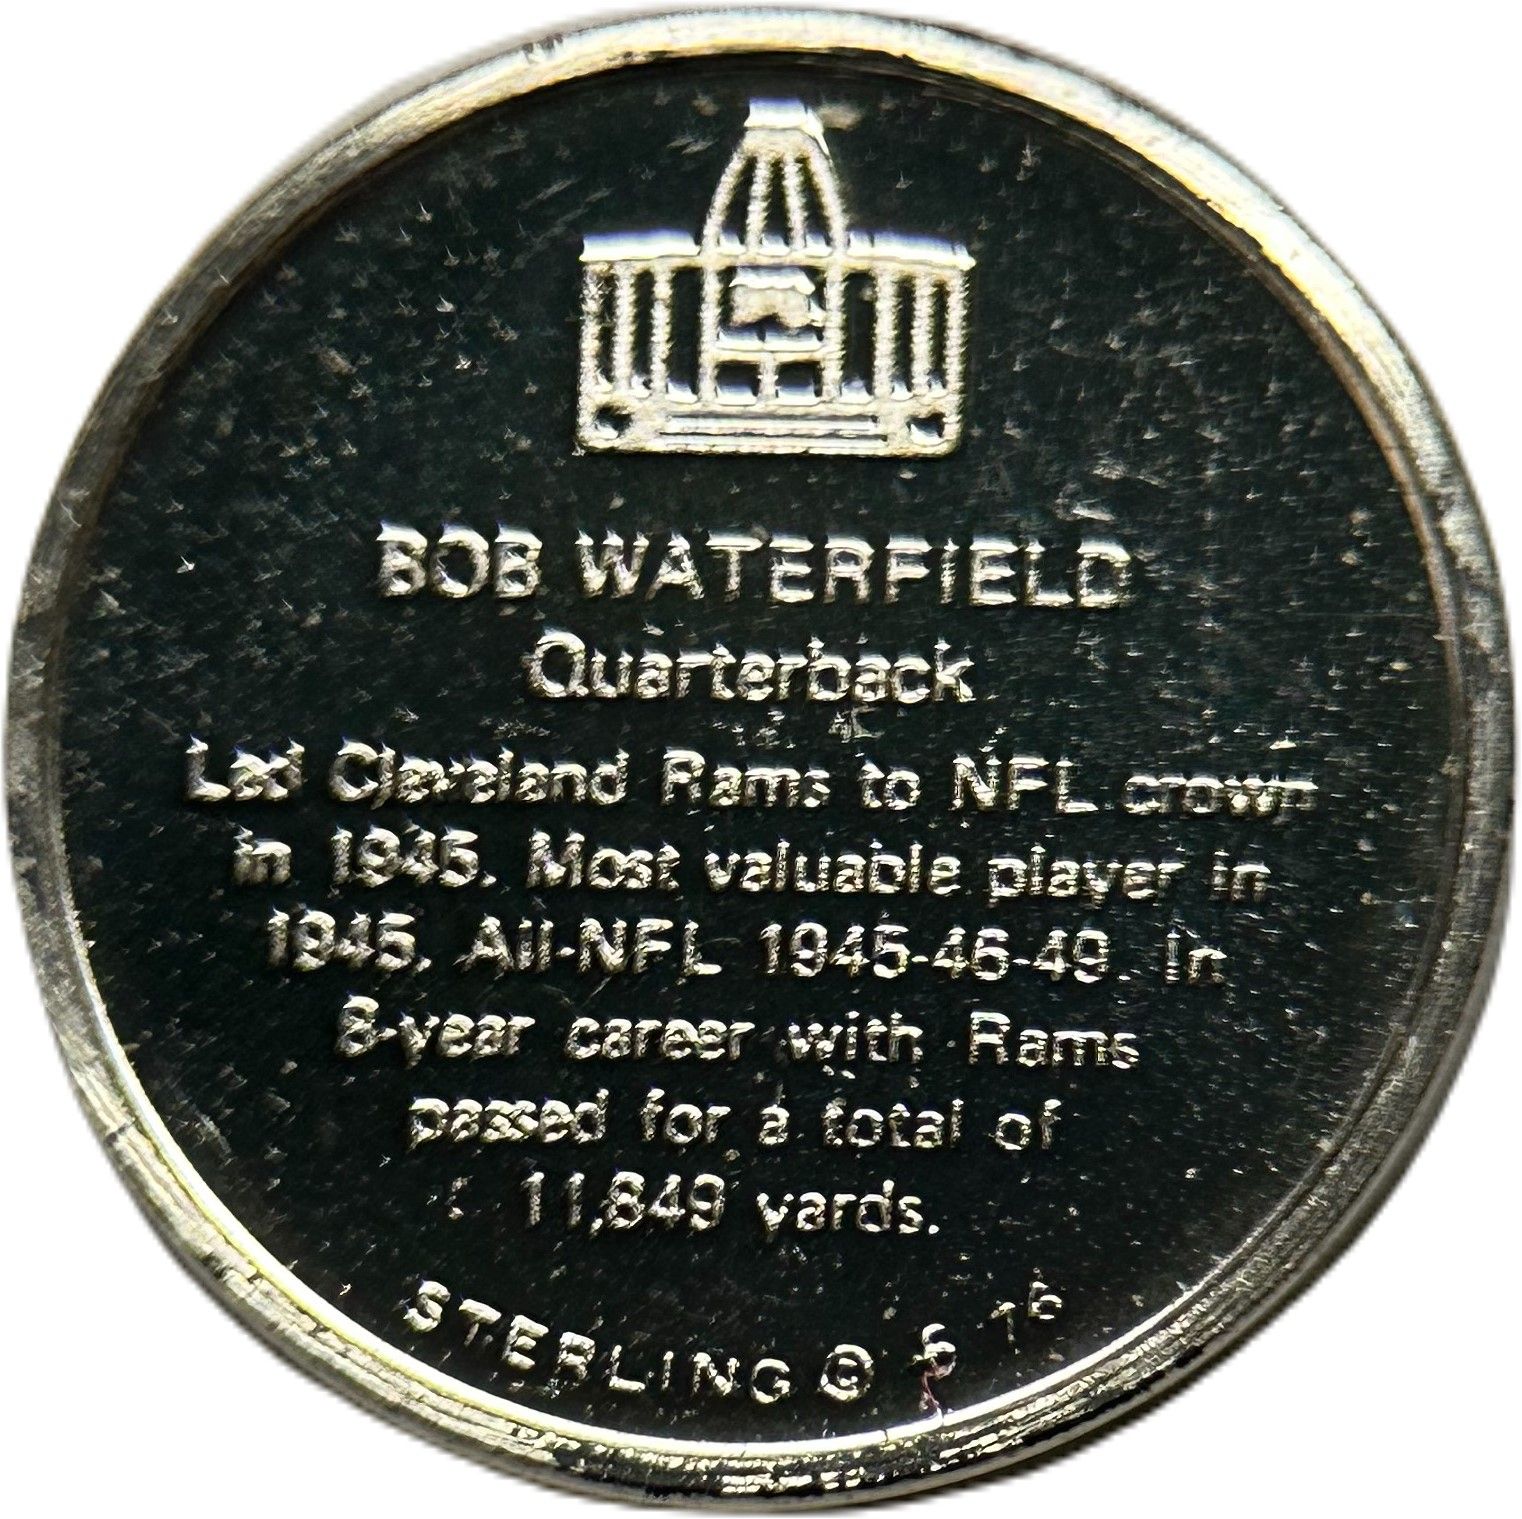 BOB WATERFIELD
Quarterback
Led Cleveland Rams to NFL crown
in 1945. Most valuable player in
1945. All-NFL 1945-46-49. In
8-year career with Rams
passed for a total of
11,849 yards.
STERLING ©